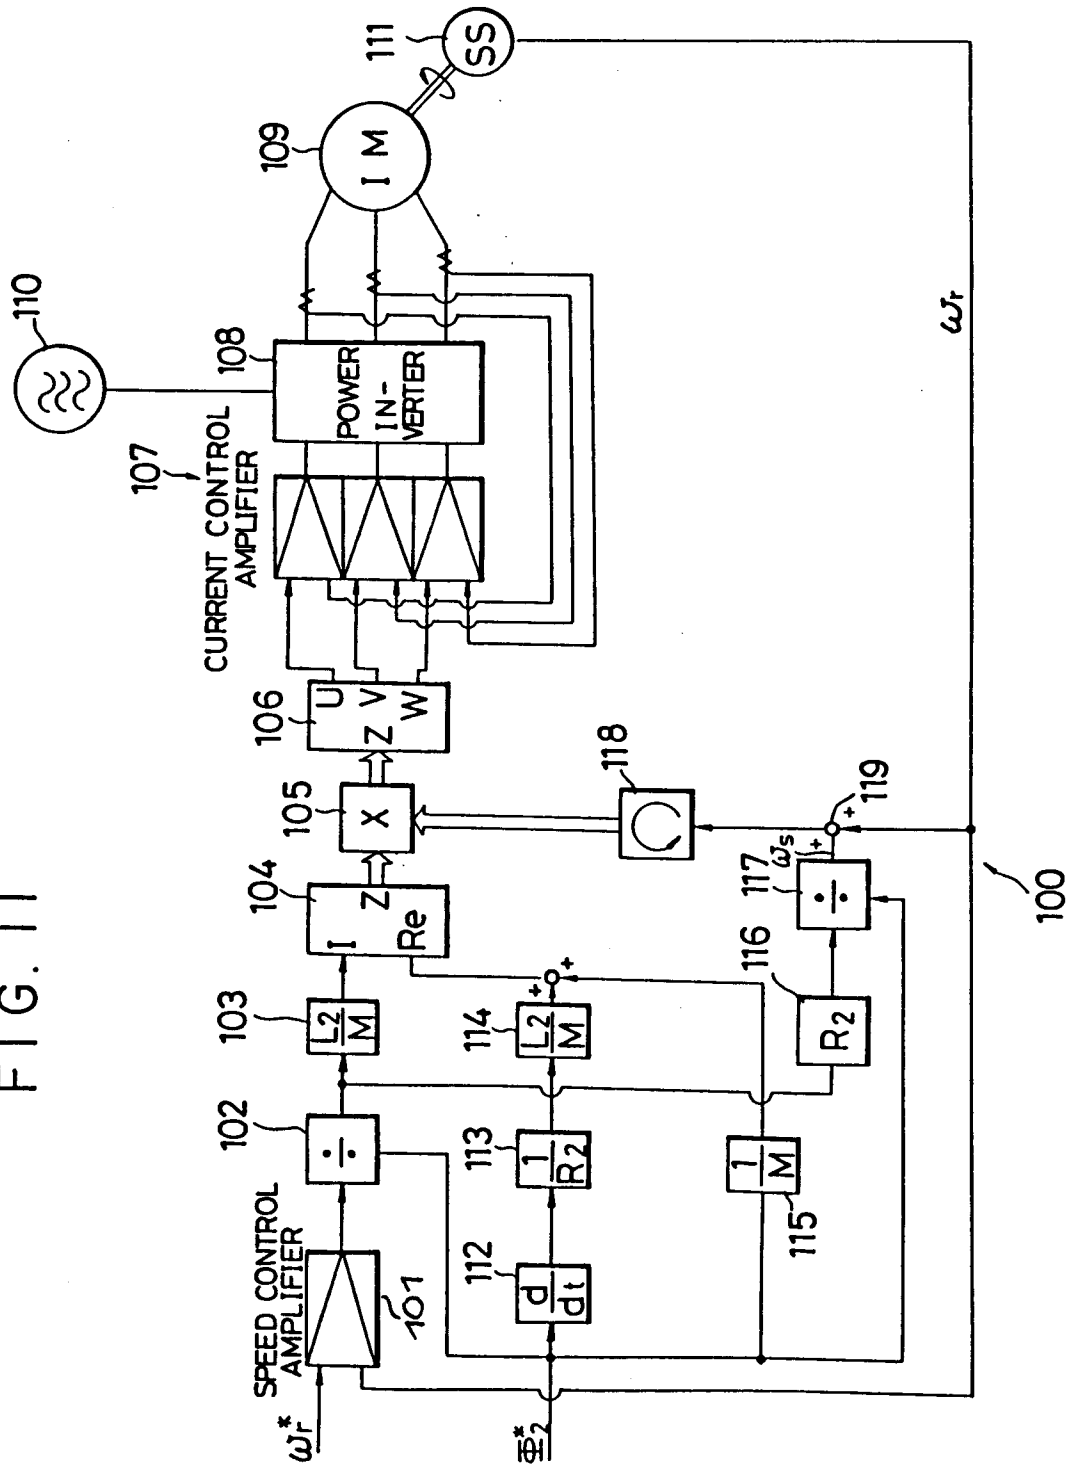 FIG. 11
SPEED CONTROL
AMPLIFIER
ωr*
101
102
÷
103
L2
M
104
I
Z
Re
105
X
106
U
Z V
W
107
CURRENT CONTROL
AMPLIFIER
108
POWER
IN-
VERTER
110
109
IM
111
SS
Φ2*
112
d
dt
113
1
R2
114
L2
M
+
+
115
1
M
116
R2
117
÷
ωs
+
+
119
118
ωr
100